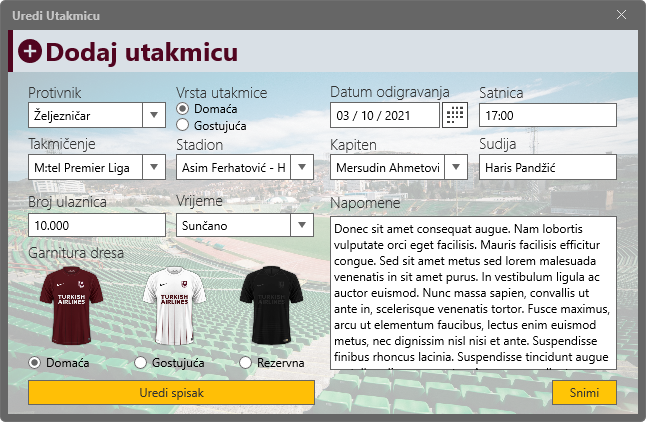 Uredi Utakmicu
Dodaj utakmicu
Protivnik
Željezničar
Vrsta utakmice
Domaća
Gostujuća
Datum odigravanja
03 / 10 / 2021
Satnica
17:00
Takmičenje
M:tel Premier Liga
Stadion
Asim Ferhatović - H
Kapiten
Mersudin Ahmetovi
Sudija
Haris Pandžić
Broj ulaznica
10.000
Vrijeme
Sunčano
Napomene
Donec sit amet consequat augue. Nam lobortis
vulputate orci eget facilisis. Mauris facilisis efficitur
congue. Sed sit amet metus sed lorem malesuada
venenatis in sit amet purus. In vestibulum ligula ac
auctor euismod. Nunc massa sapien, convallis ut
ante in, scelerisque venenatis tortor. Fusce maximus,
arcu ut elementum faucibus, lectus enim euismod
metus, nec dignissim nisl nisi et ante. Suspendisse
finibus rhoncus lacinia. Suspendisse tincidunt augue
Garnitura dresa
TURKISH
AIRLINES
TURKISH
AIRLINES
TURKISH
AIRLINES
Domaća
Gostujuća
Rezervna
Uredi spisak
Snimi